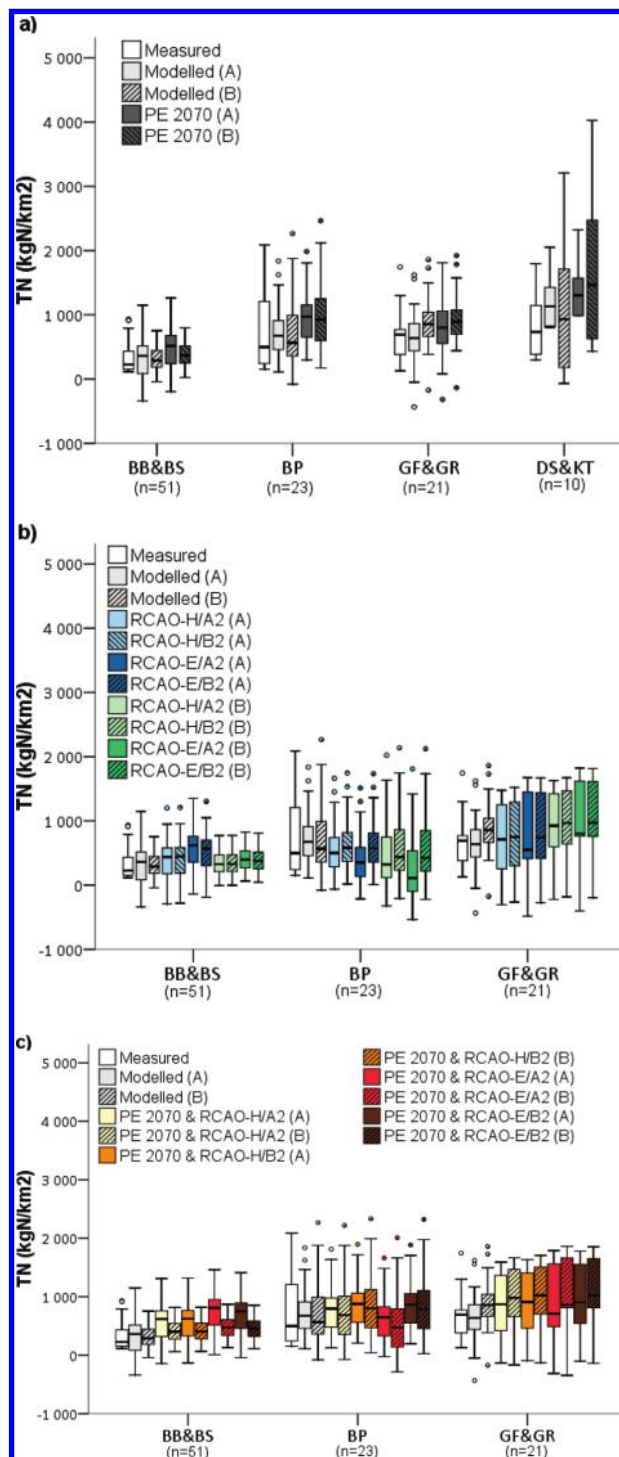 a)
Measured
Modelled (A)
Modelled (B)
PE 2070 (A)
PE 2070 (B)
TN (kgN/km2)
5 000
4 000
3 000
2 000
1 000
0
-1 000
BB&BS
(n=51)
BP
(n=23)
GF&GR
(n=21)
DS&KT
(n=10)
b)
Measured
Modelled (A)
Modelled (B)
RCAO-H/A2 (A)
RCAO-H/B2 (A)
RCAO-E/A2 (A)
RCAO-E/B2 (A)
RCAO-H/A2 (B)
RCAO-H/B2 (B)
RCAO-E/A2 (B)
RCAO-E/B2 (B)
TN (kgN/km2)
5 000
4 000
3 000
2 000
1 000
0
-1 000
BB&BS
(n=51)
BP
(n=23)
GF&GR
(n=21)
c)
Measured
Modelled (A)
Modelled (B)
PE 2070 & RCAO-H/A2 (A)
PE 2070 & RCAO-H/A2 (B)
PE 2070 & RCAO-H/B2 (A)
PE 2070 & RCAO-H/B2 (B)
PE 2070 & RCAO-E/A2 (A)
PE 2070 & RCAO-E/A2 (B)
PE 2070 & RCAO-E/B2 (A)
PE 2070 & RCAO-E/B2 (B)
TN (kgN/km2)
5 000
4 000
3 000
2 000
1 000
0
-1 000
BB&BS
(n=51)
BP
(n=23)
GF&GR
(n=21)